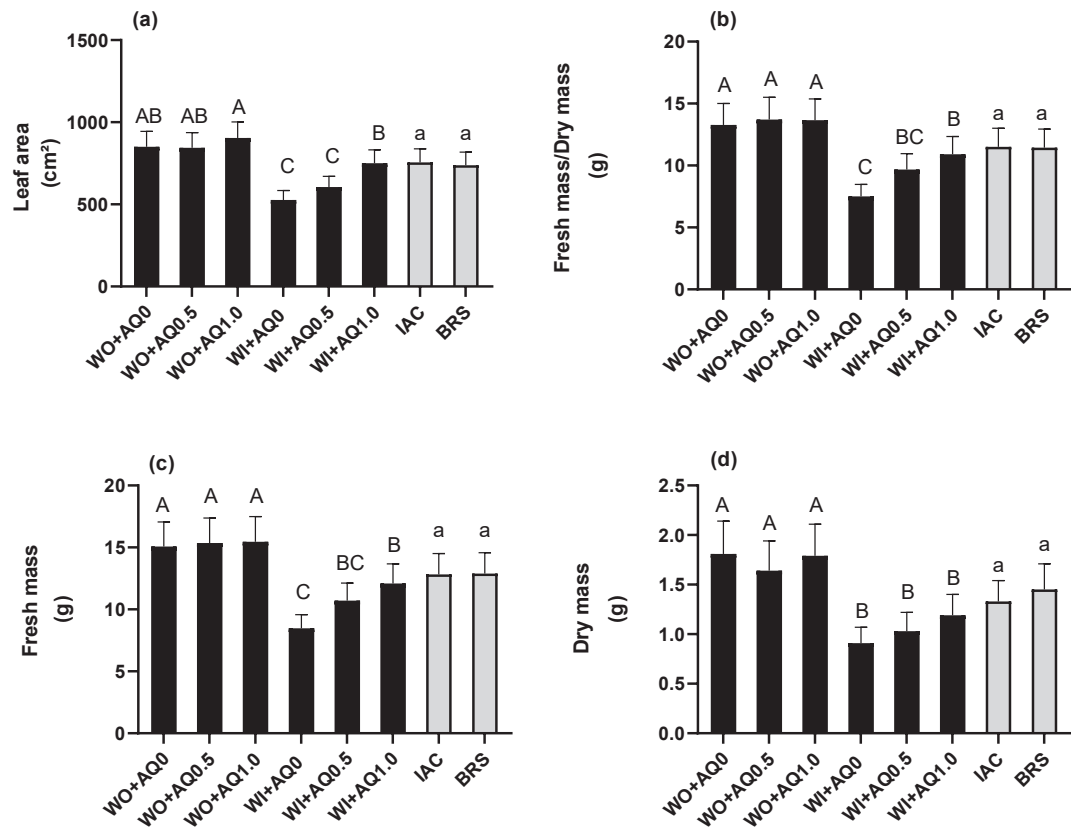 (a)
Leaf area
(cm²)
1500
1000
500
0
AB
AB
A
C
C
B
a
a
WO+AQ0
WO+AQ0.5
WO+AQ1.0
WI+AQ0
WI+AQ0.5
WI+AQ1.0
IAC
BRS
(b)
Fresh mass/Dry mass
(g)
20
15
10
5
0
A
A
A
C
BC
B
a
a
WO+AQ0
WO+AQ0.5
WO+AQ1.0
WI+AQ0
WI+AQ0.5
WI+AQ1.0
IAC
BRS
(c)
Fresh mass
(g)
20
15
10
5
0
A
A
A
C
BC
B
a
a
WO+AQ0
WO+AQ0.5
WO+AQ1.0
WI+AQ0
WI+AQ0.5
WI+AQ1.0
IAC
BRS
(d)
Dry mass
(g)
2.5
2.0
1.5
1.0
0.5
0.0
A
A
A
B
B
B
a
a
WO+AQ0
WO+AQ0.5
WO+AQ1.0
WI+AQ0
WI+AQ0.5
WI+AQ1.0
IAC
BRS